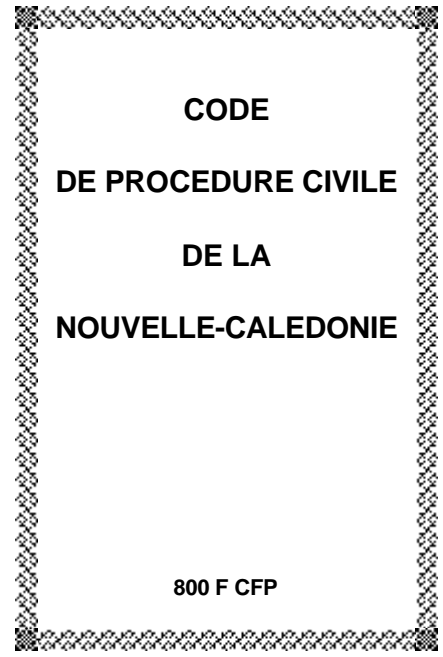 CODE
DE PROCEDURE CIVILE
DE LA
NOUVELLE-CALEDONIE
800 F CFP